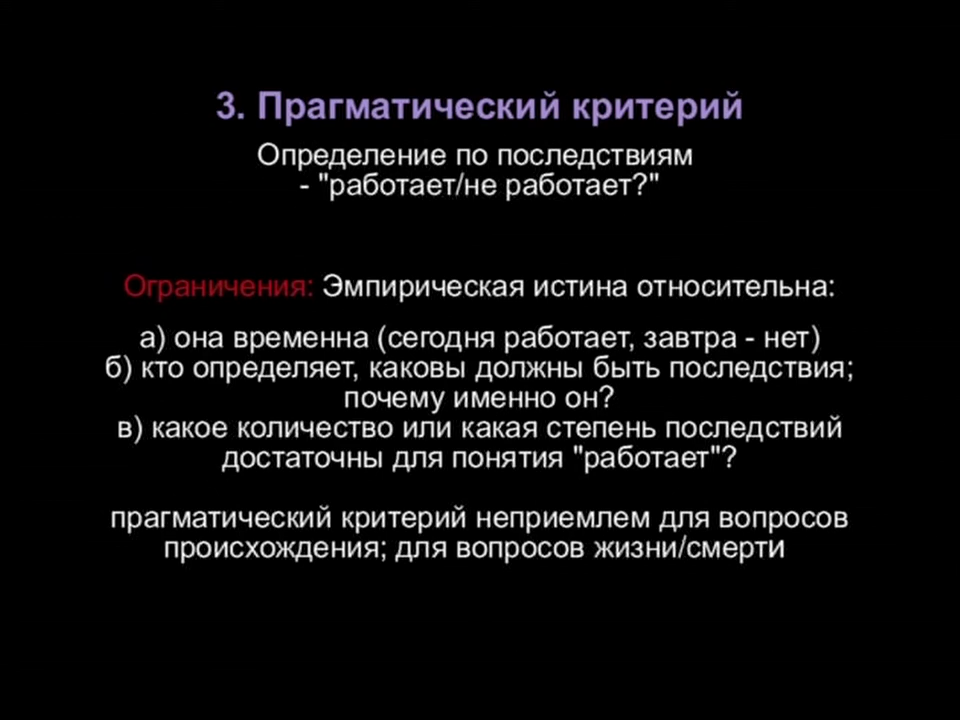 3. Прагматический критерий
Определение по последствиям
- "работает/не работает?"
Ограничения: Эмпирическая истина относительна:
а) она временна (сегодня работает, завтра - нет)
б) кто определяет, каковы должны быть последствия;
почему именно он?
в) какое количество или какая степень последствий
достаточны для понятия "работает"?
прагматический критерий неприемлем для вопросов
происхождения; для вопросов жизни/смерти